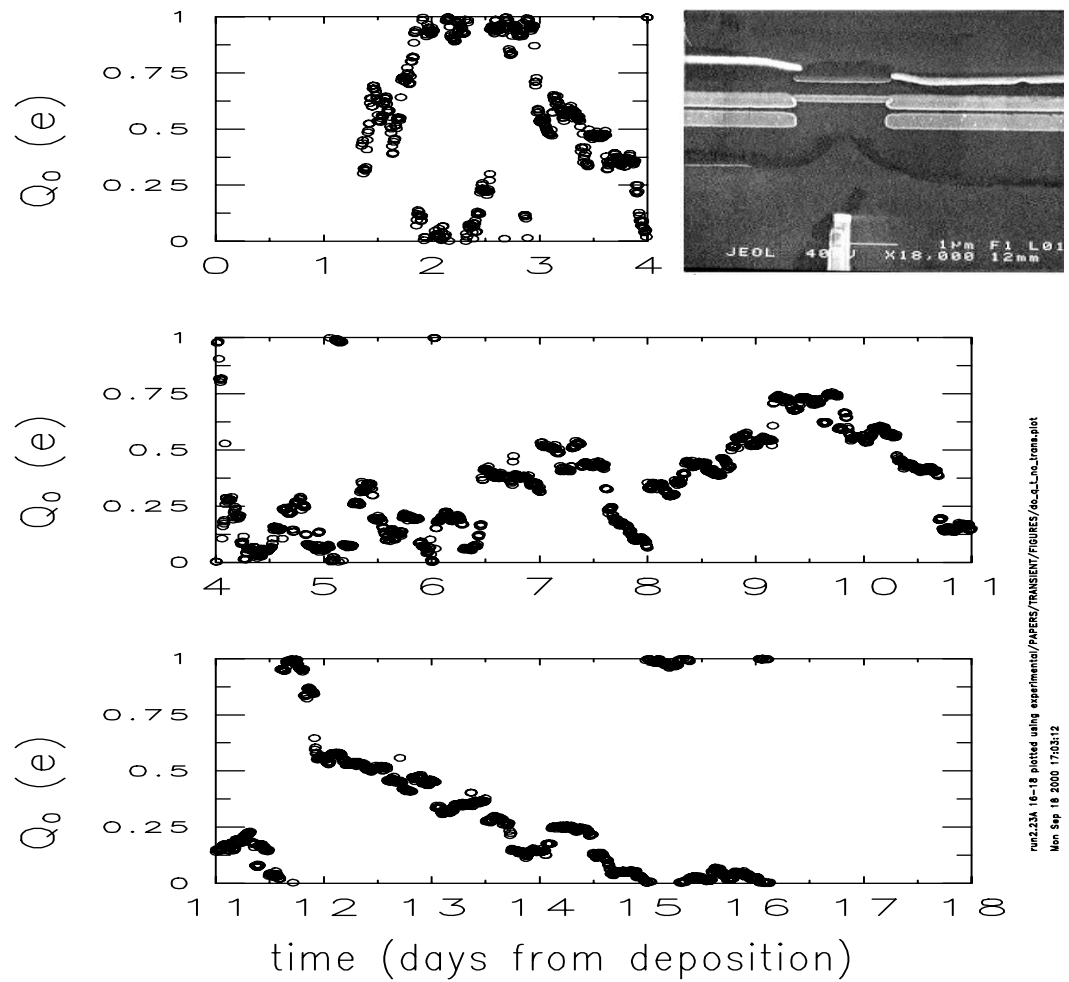 1
0.75
0.5
0.25
0
Q₀ (e)
0 1 2 3 4
JEOL 40 U X18,000 12mm
1µm F1 L01
1
0.75
0.5
0.25
0
Q₀ (e)
4 5 6 7 8 9 10 11
1
0.75
0.5
0.25
0
Q₀ (e)
11 12 13 14 15 16 17 18
time (days from deposition)
run2.23A 16-18 plotted using experimental/PAPERS/TRANSIENT/FIGURES/do_q_t_no_trans.plot
Mon Sep 18 2000 17:03:12